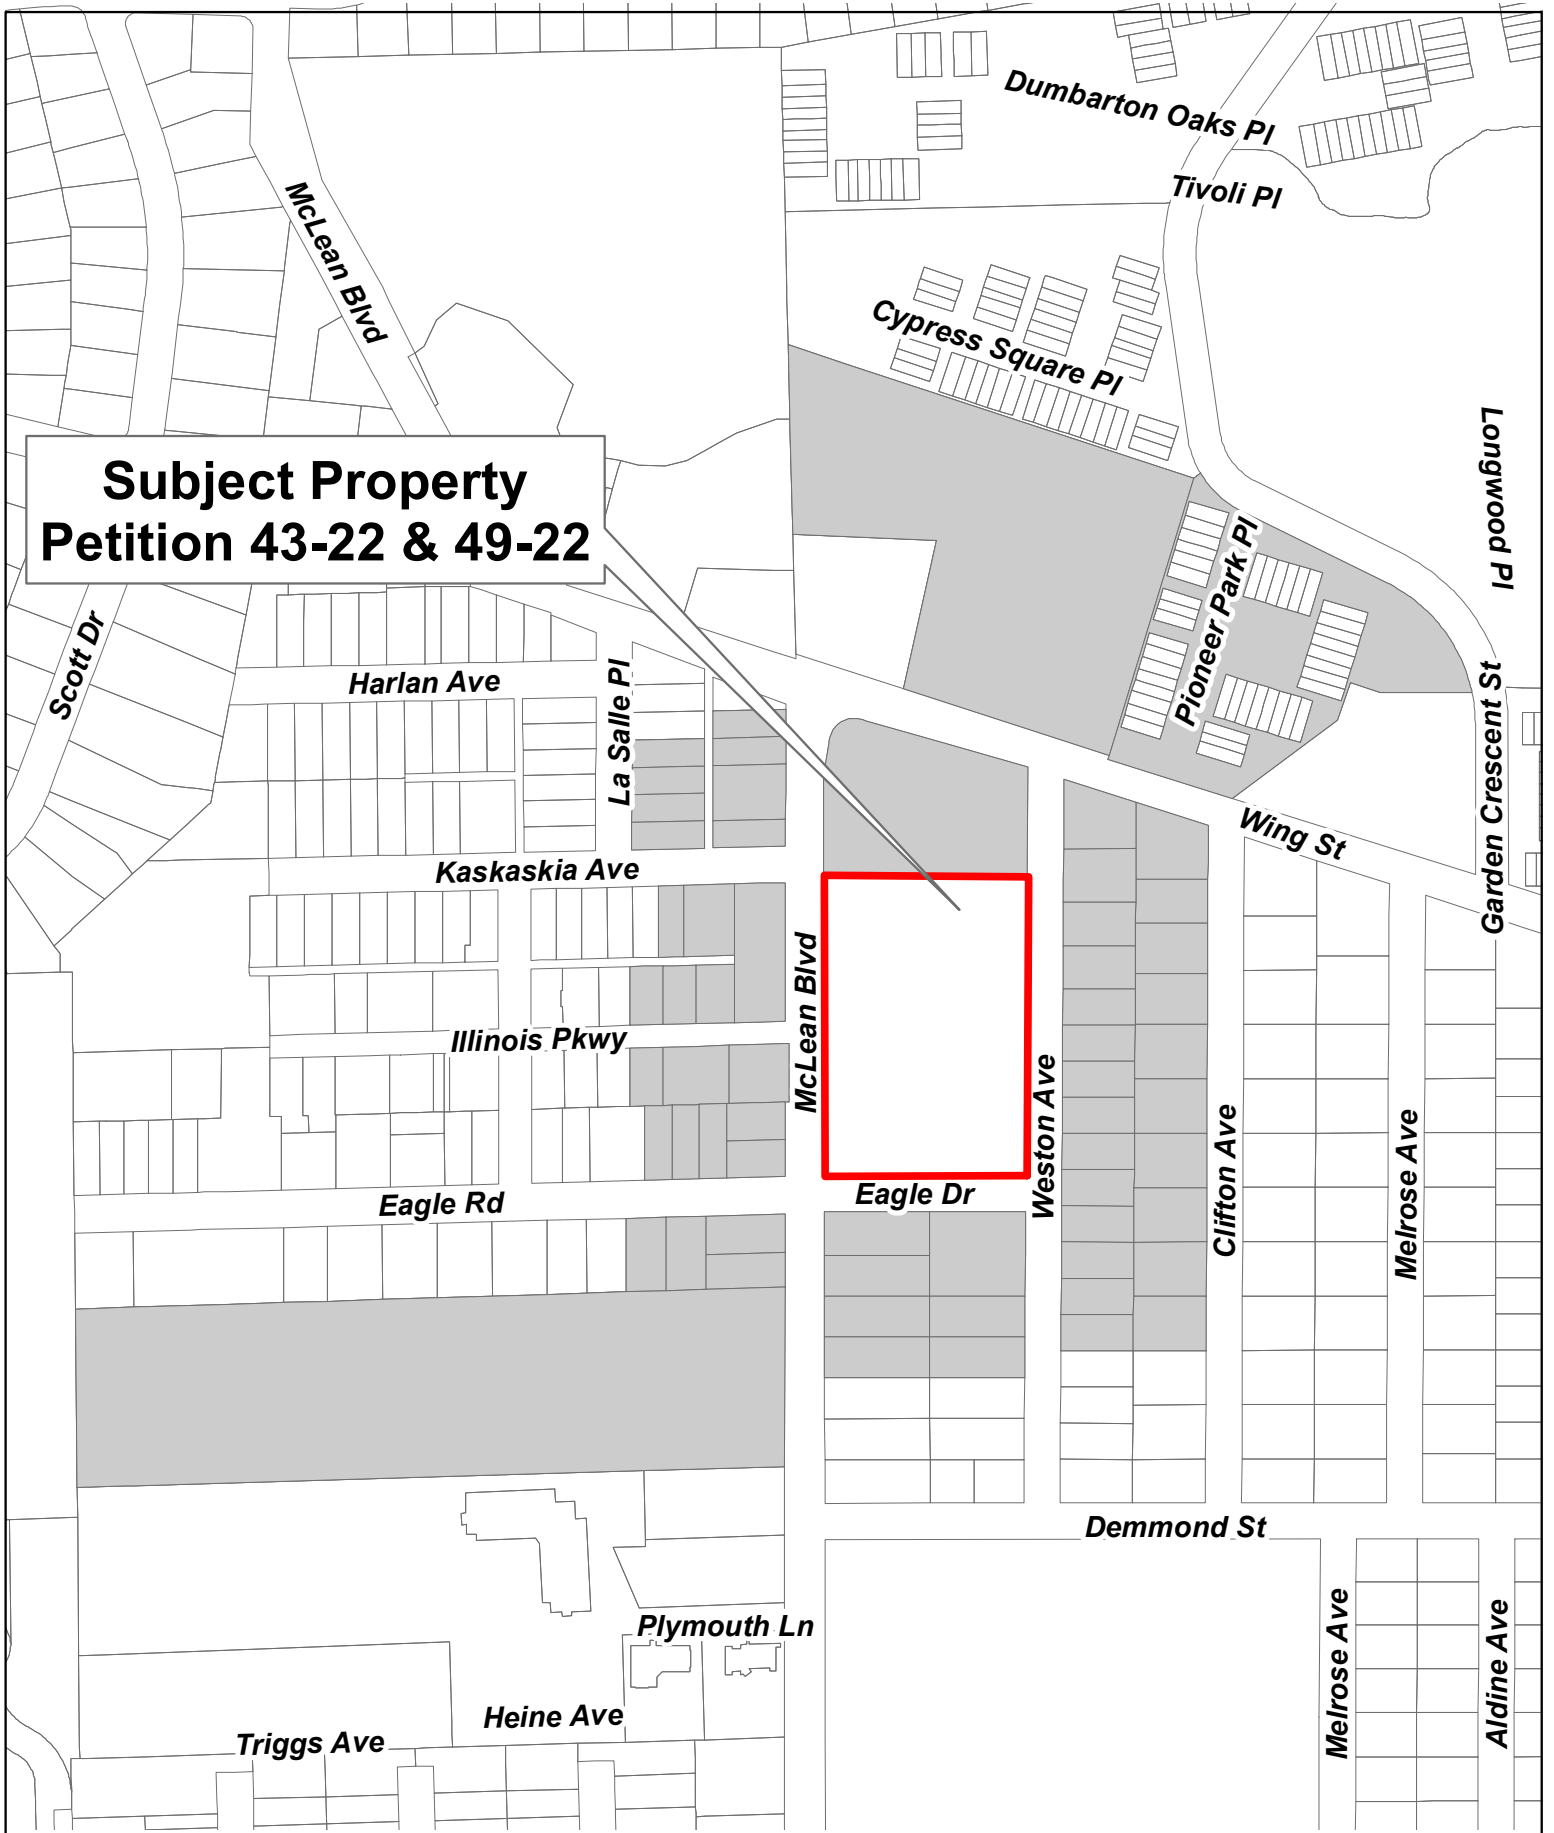 Dumbarton Oaks Pl
Tivoli Pl
McLean Blvd
Cypress Square Pl
Longwood Pl
Subject Property
Petition 43-22 & 49-22
Pioneer Park Pl
Scott Dr
Harlan Ave
La Salle Pl
Garden Crescent St
Wing St
Kaskaskia Ave
McLean Blvd
Illinois Pkwy
Weston Ave
Clifton Ave
Melrose Ave
Eagle Rd
Eagle Dr
Demmond St
Plymouth Ln
Melrose Ave
Aldine Ave
Heine Ave
Triggs Ave